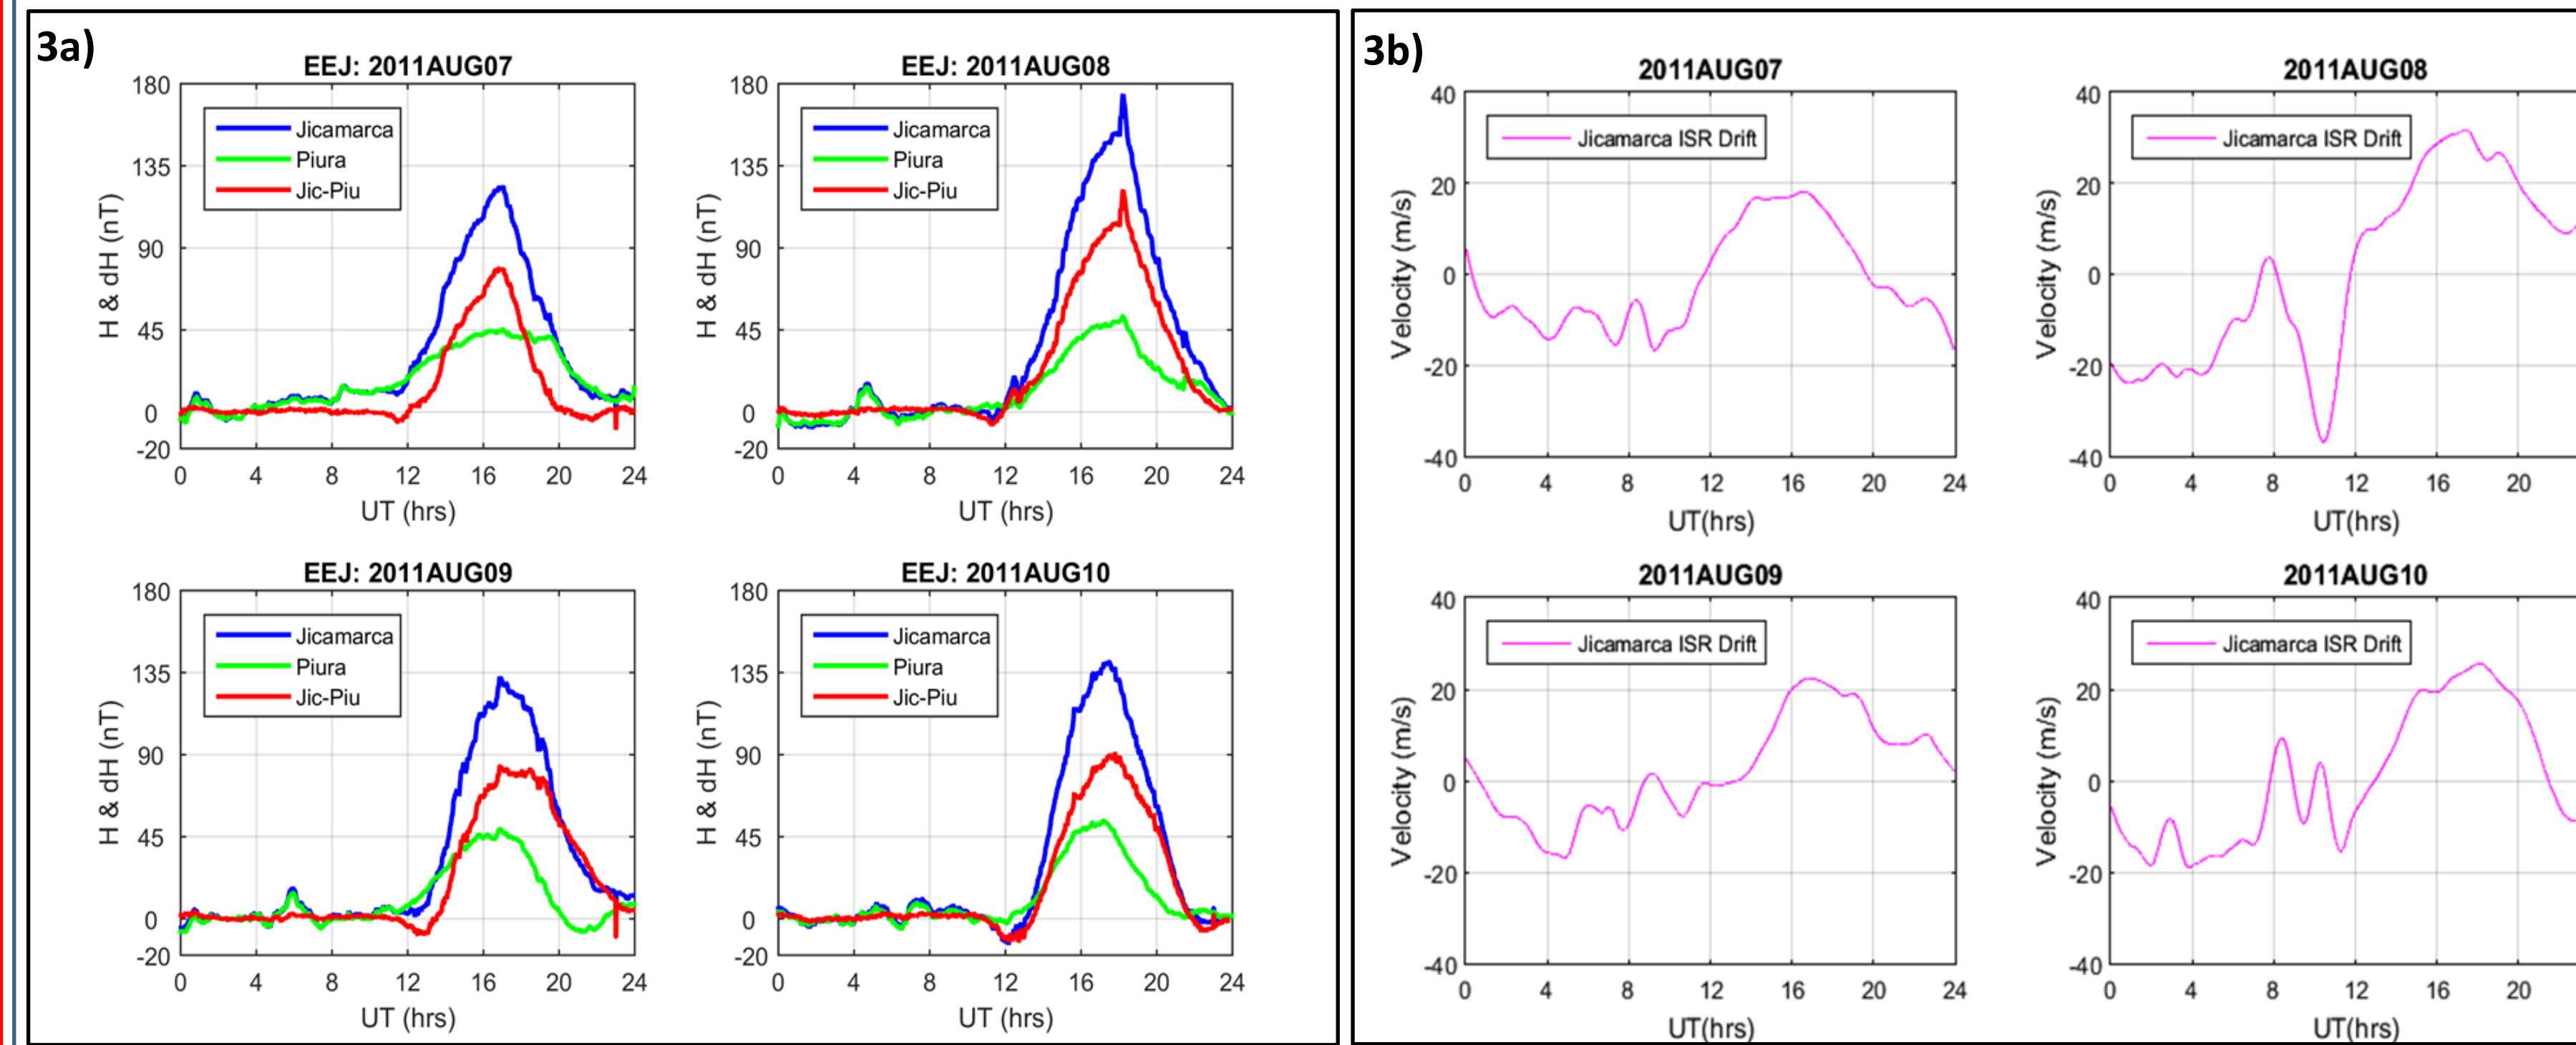 3a)
EEJ: 2011AUG07
180
135
90
45
0
-20
H & dH (nT)
Jicamarca
Piura
Jic-Piu
0 4 8 12 16 20 24
UT (hrs)
EEJ: 2011AUG08
180
135
90
45
0
-20
H & dH (nT)
Jicamarca
Piura
Jic-Piu
0 4 8 12 16 20 24
UT (hrs)
EEJ: 2011AUG09
180
135
90
45
0
-20
H & dH (nT)
Jicamarca
Piura
Jic-Piu
0 4 8 12 16 20 24
UT (hrs)
EEJ: 2011AUG10
180
135
90
45
0
-20
H & dH (nT)
Jicamarca
Piura
Jic-Piu
0 4 8 12 16 20 24
UT (hrs)
3b)
2011AUG07
40
20
0
-20
-40
Velocity (m/s)
Jicamarca ISR Drift
0 4 8 12 16 20 24
UT(hrs)
2011AUG08
40
20
0
-20
-40
Velocity (m/s)
Jicamarca ISR Drift
0 4 8 12 16 20
UT(hrs)
2011AUG09
40
20
0
-20
-40
Velocity (m/s)
Jicamarca ISR Drift
0 4 8 12 16 20 24
UT(hrs)
2011AUG10
40
20
0
-20
-40
Velocity (m/s)
Jicamarca ISR Drift
0 4 8 12 16 20
UT(hrs)